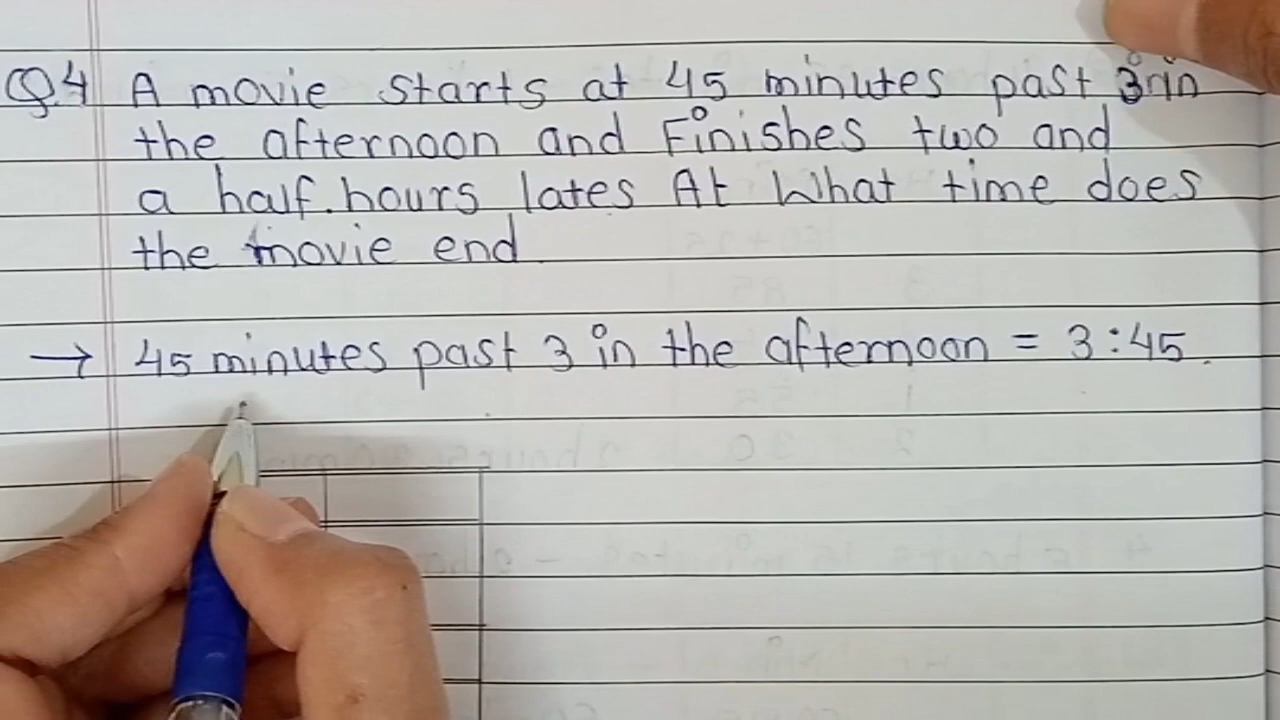 Q.4 A movie starts at 45 minutes past 3 in
the afternoon and Finishes two and
a half.hours lates At What time does
the movie end
→ 45 minutes past 3 in the afternoon = 3:45.